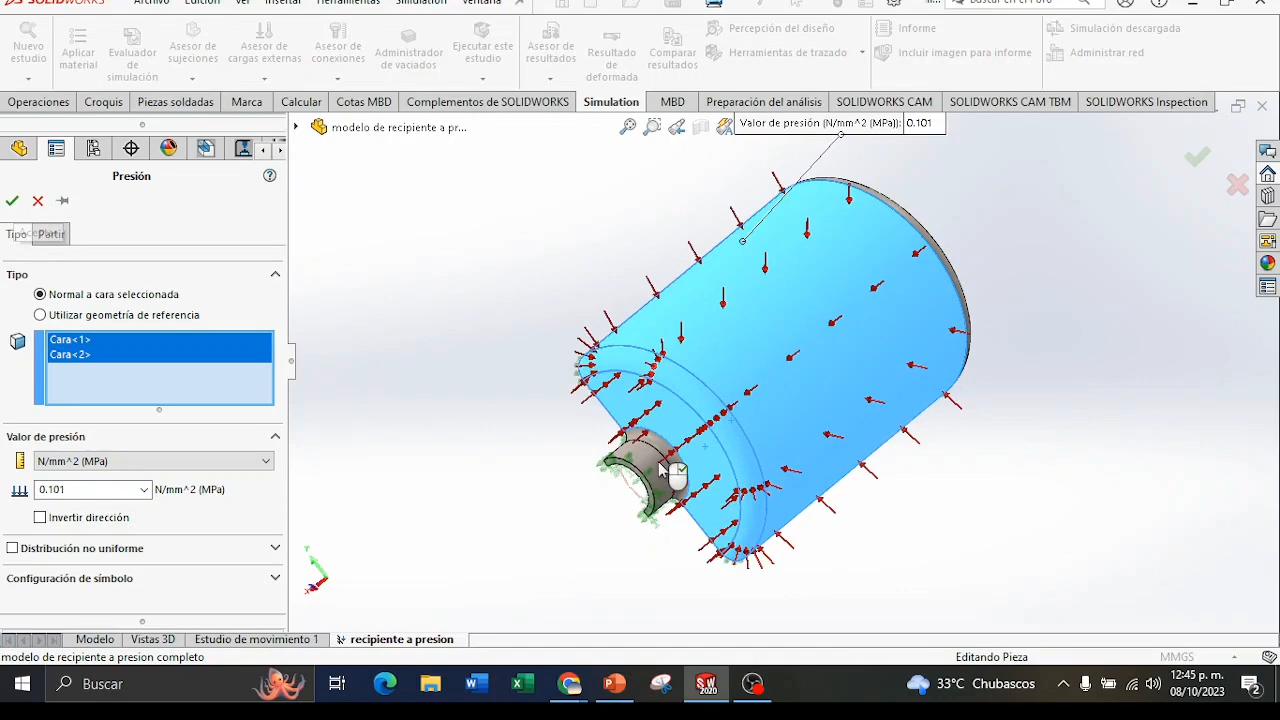 SOLIDWORKS
Archivo Edición Ver Insertar Herramientas Simulation Ventana
Buscar en el Foro
Nuevo estudio
Aplicar material
Evaluador de simulación
Asesor de sujeciones
Asesor de cargas externas
Asesor de conexiones
Administrador de vaciados
Ejecutar este estudio
Asesor de resultados
Resultado de deformada
Comparar resultados
Percepción del diseño
Herramientas de trazado
Informe
Incluir imagen para informe
Simulación descargada
Administrar red
Operaciones Croquis Piezas soldadas Marca Calcular Cotas MBD Complementos de SOLIDWORKS Simulation MBD Preparación del análisis SOLIDWORKS CAM SOLIDWORKS CAM TBM SOLIDWORKS Inspection
modelo de recipiente a pr...
Valor de presión (N/mm^2 (MPa)): 0.101
Presión
Tipo Partir
Tipo
Normal a cara seleccionada
Utilizar geometría de referencia
Cara<1>
Cara<2>
Valor de presión
N/mm^2 (MPa)
0.101 N/mm^2 (MPa)
Invertir dirección
Distribución no uniforme
Configuración de símbolo
Modelo Vistas 3D Estudio de movimiento 1 recipiente a presion
modelo de recipiente a presion completo
Editando Pieza
MMGS
Buscar
SW 2020
33°C Chubascos
12:45 p. m.
08/10/2023
2